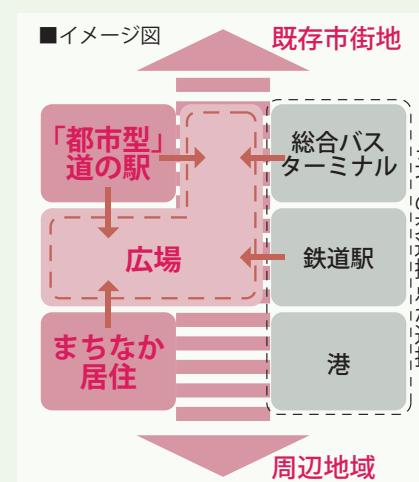 ■イメージ図
既存市街地
「都市型」
道の駅
総合バス
ターミナル
広場
鉄道駅
まちなか
居住
港
周辺地域